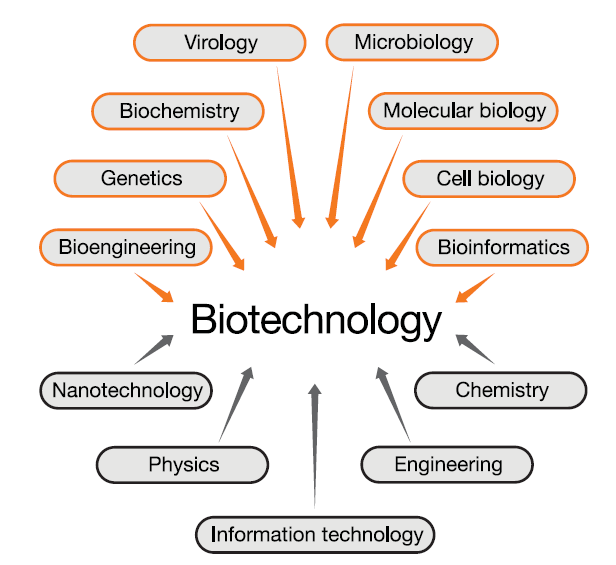 Virology
Microbiology
Biochemistry
Molecular biology
Genetics
Cell biology
Bioengineering
Bioinformatics
Biotechnology
Nanotechnology
Chemistry
Physics
Engineering
Information technology